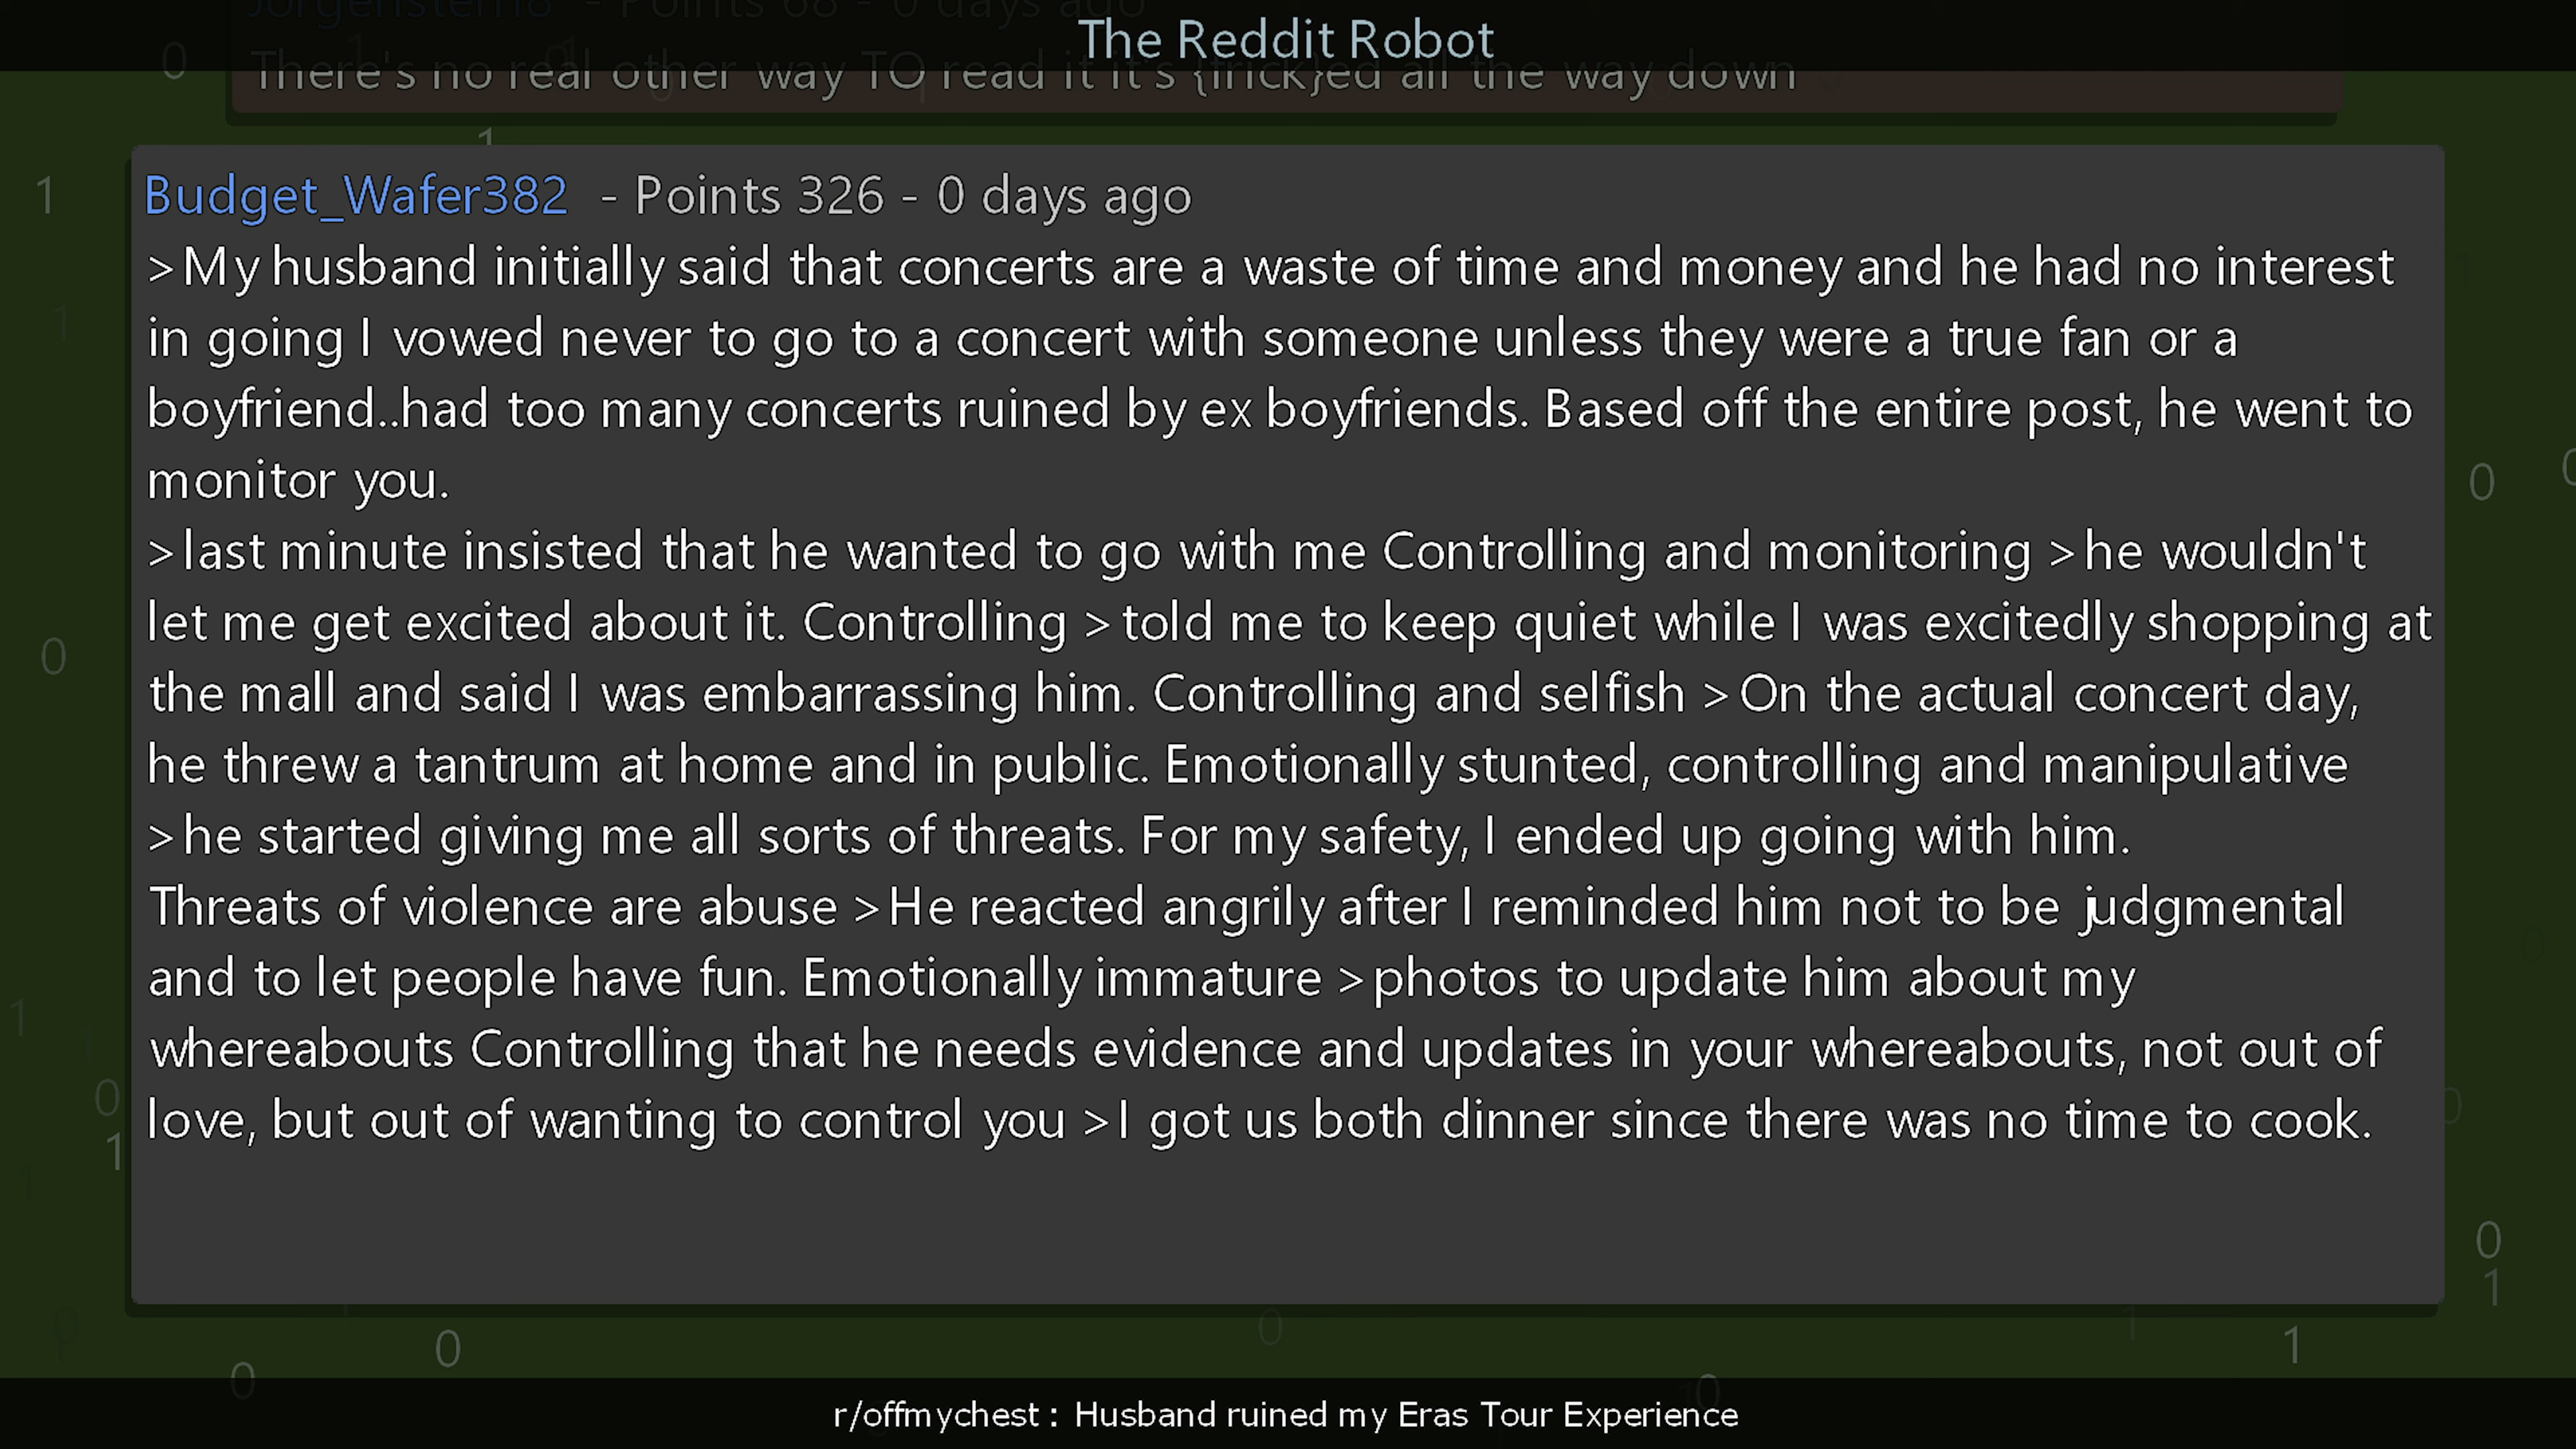 Jorgenstern18 - Points 68 - 0 days ago
The Reddit Robot
There's no real other way TO read it it's {frick}ed all the way down
Budget_Wafer382 - Points 326 - 0 days ago
>My husband initially said that concerts are a waste of time and money and he had no interest
in going I vowed never to go to a concert with someone unless they were a true fan or a
boyfriend..had too many concerts ruined by ex boyfriends. Based off the entire post, he went to
monitor you.
>last minute insisted that he wanted to go with me Controlling and monitoring >he wouldn't
let me get excited about it. Controlling >told me to keep quiet while I was excitedly shopping at
the mall and said I was embarrassing him. Controlling and selfish >On the actual concert day,
he threw a tantrum at home and in public. Emotionally stunted, controlling and manipulative
>he started giving me all sorts of threats. For my safety, I ended up going with him.
Threats of violence are abuse >He reacted angrily after I reminded him not to be judgmental
and to let people have fun. Emotionally immature >photos to update him about my
whereabouts Controlling that he needs evidence and updates in your whereabouts, not out of
love, but out of wanting to control you >I got us both dinner since there was no time to cook.
r/offmychest : Husband ruined my Eras Tour Experience